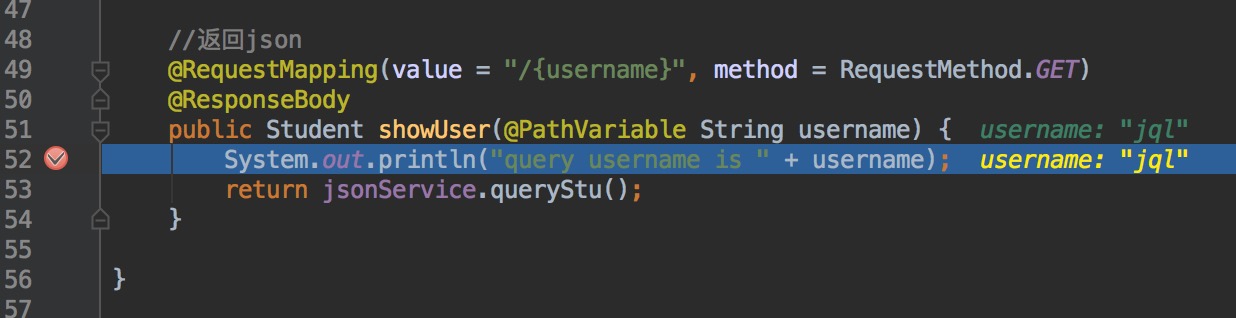 47
48 //返回json
49 @RequestMapping(value = "/{username}", method = RequestMethod.GET)
50 @ResponseBody
51 public Student showUser(@PathVariable String username) { username: "jql"
52 System.out.println("query username is " + username); username: "jql"
53 return jsonService.queryStu();
54 }
55
56 }
57